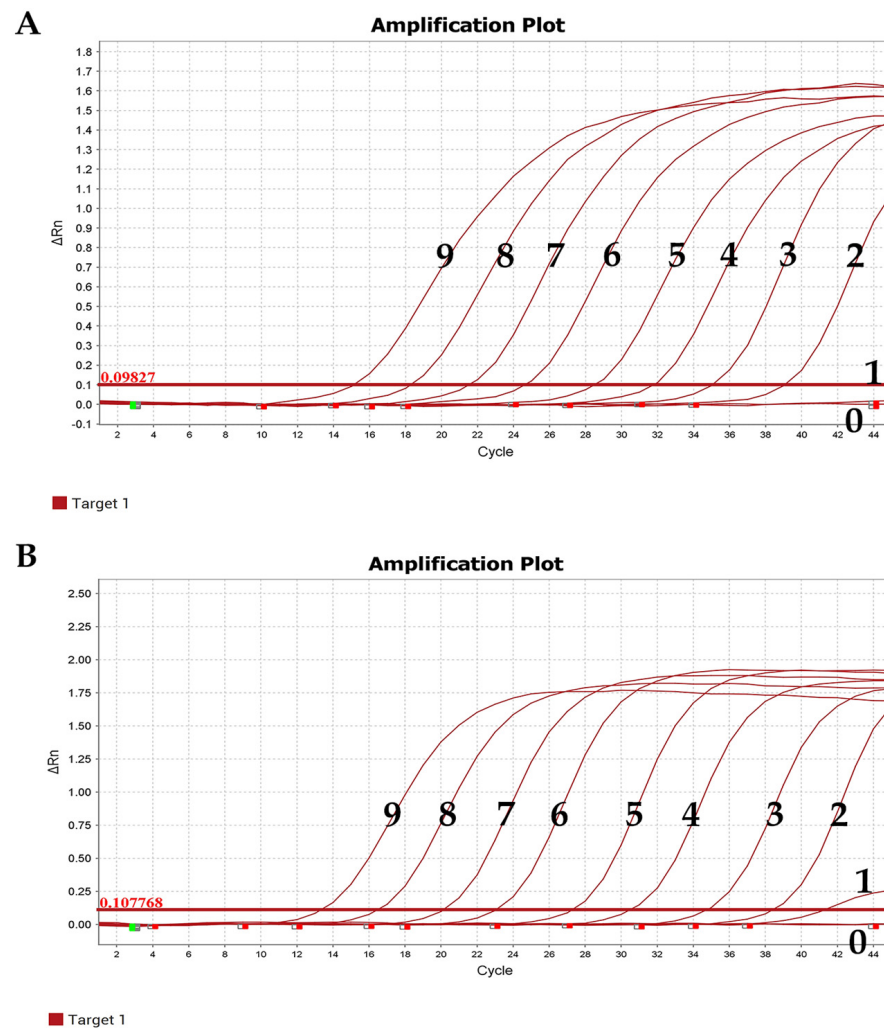 A
Amplification Plot
1.8
1.7
1.6
1.5
1.4
1.3
1.2
1.1
1.0
0.9
0.8
0.7
0.6
0.5
0.4
0.3
0.2
0.1
0.0
-0.1
ΔRn
9 8 7 6 5 4 3 2
1
0.09827
0
2 4 6 8 10 12 14 16 18 20 22 24 26 28 30 32 34 36 38 40 42 44
Cycle
Target 1
B
Amplification Plot
2.50
2.25
2.00
1.75
1.50
1.25
1.00
0.75
0.50
0.25
0.00
ΔRn
9 8 7 6 5 4 3 2
1
0.107768
0
2 4 6 8 10 12 14 16 18 20 22 24 26 28 30 32 34 36 38 40 42 44
Cycle
Target 1